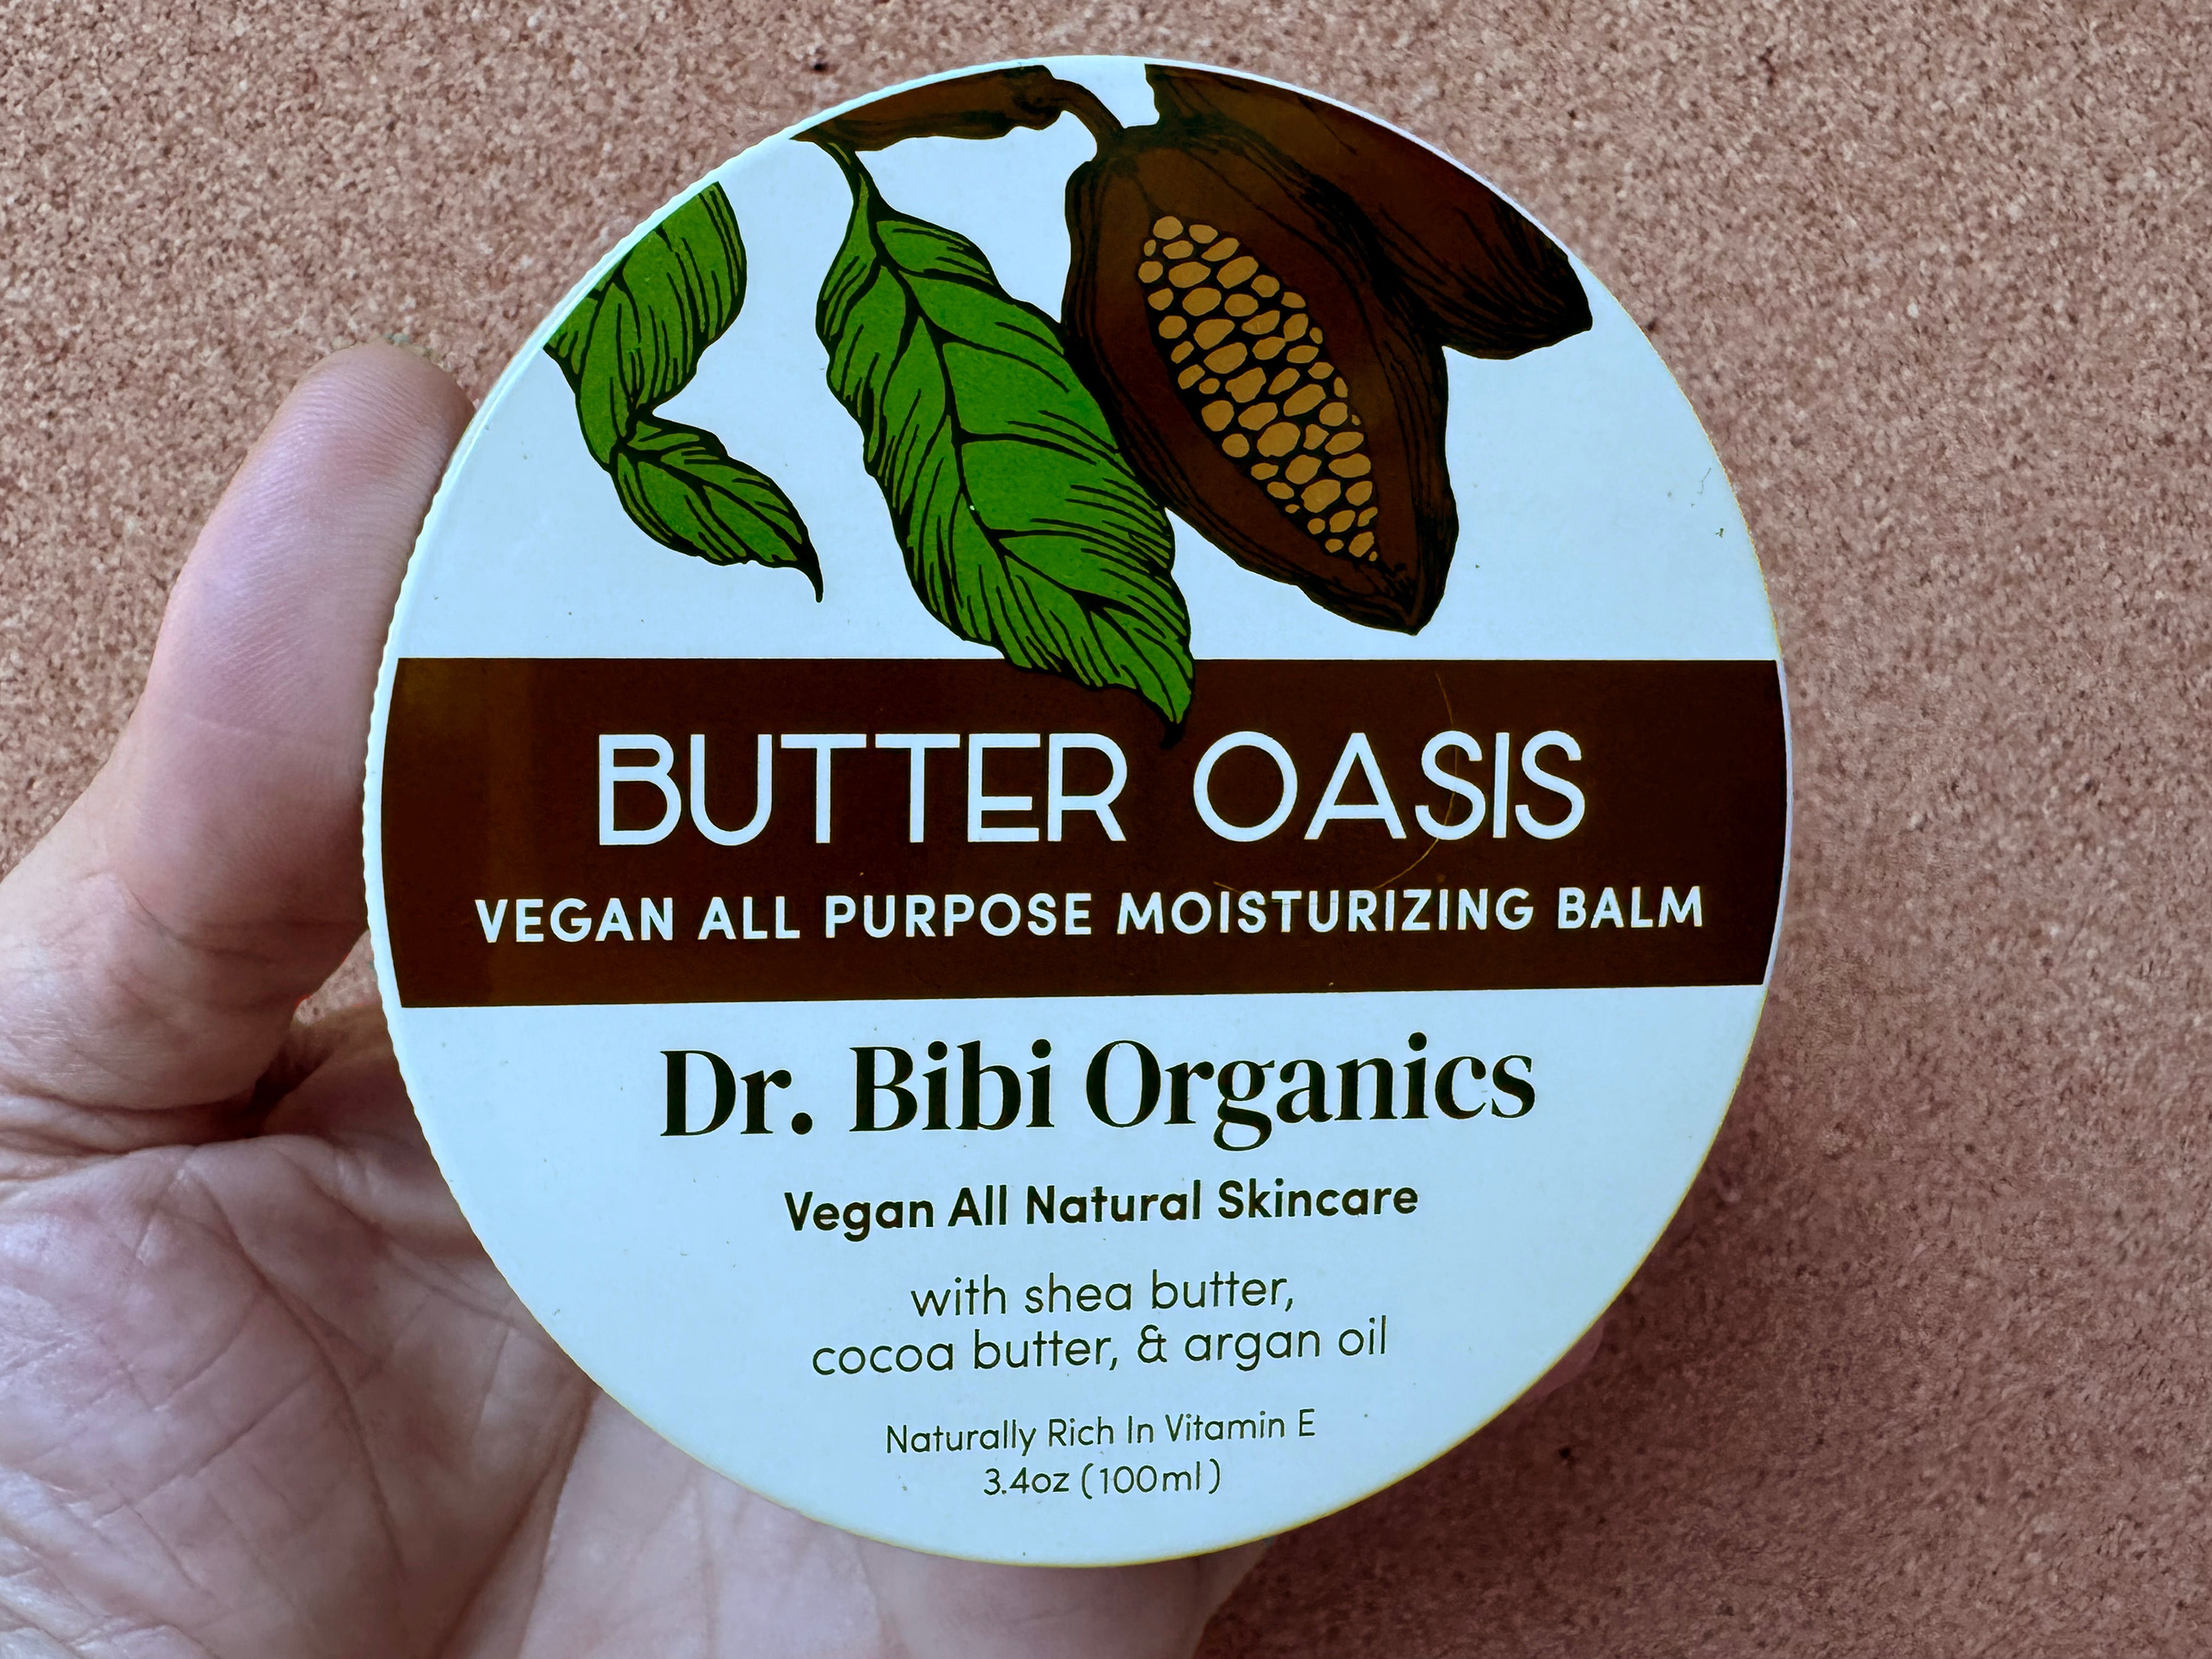 BUTTER OASIS
VEGAN ALL PURPOSE MOISTURIZING BALM
Dr. Bibi Organics
Vegan All Natural Skincare
with shea butter,
cocoa butter, & argan oil
Naturally Rich In Vitamin E
3.4oz (100ml)